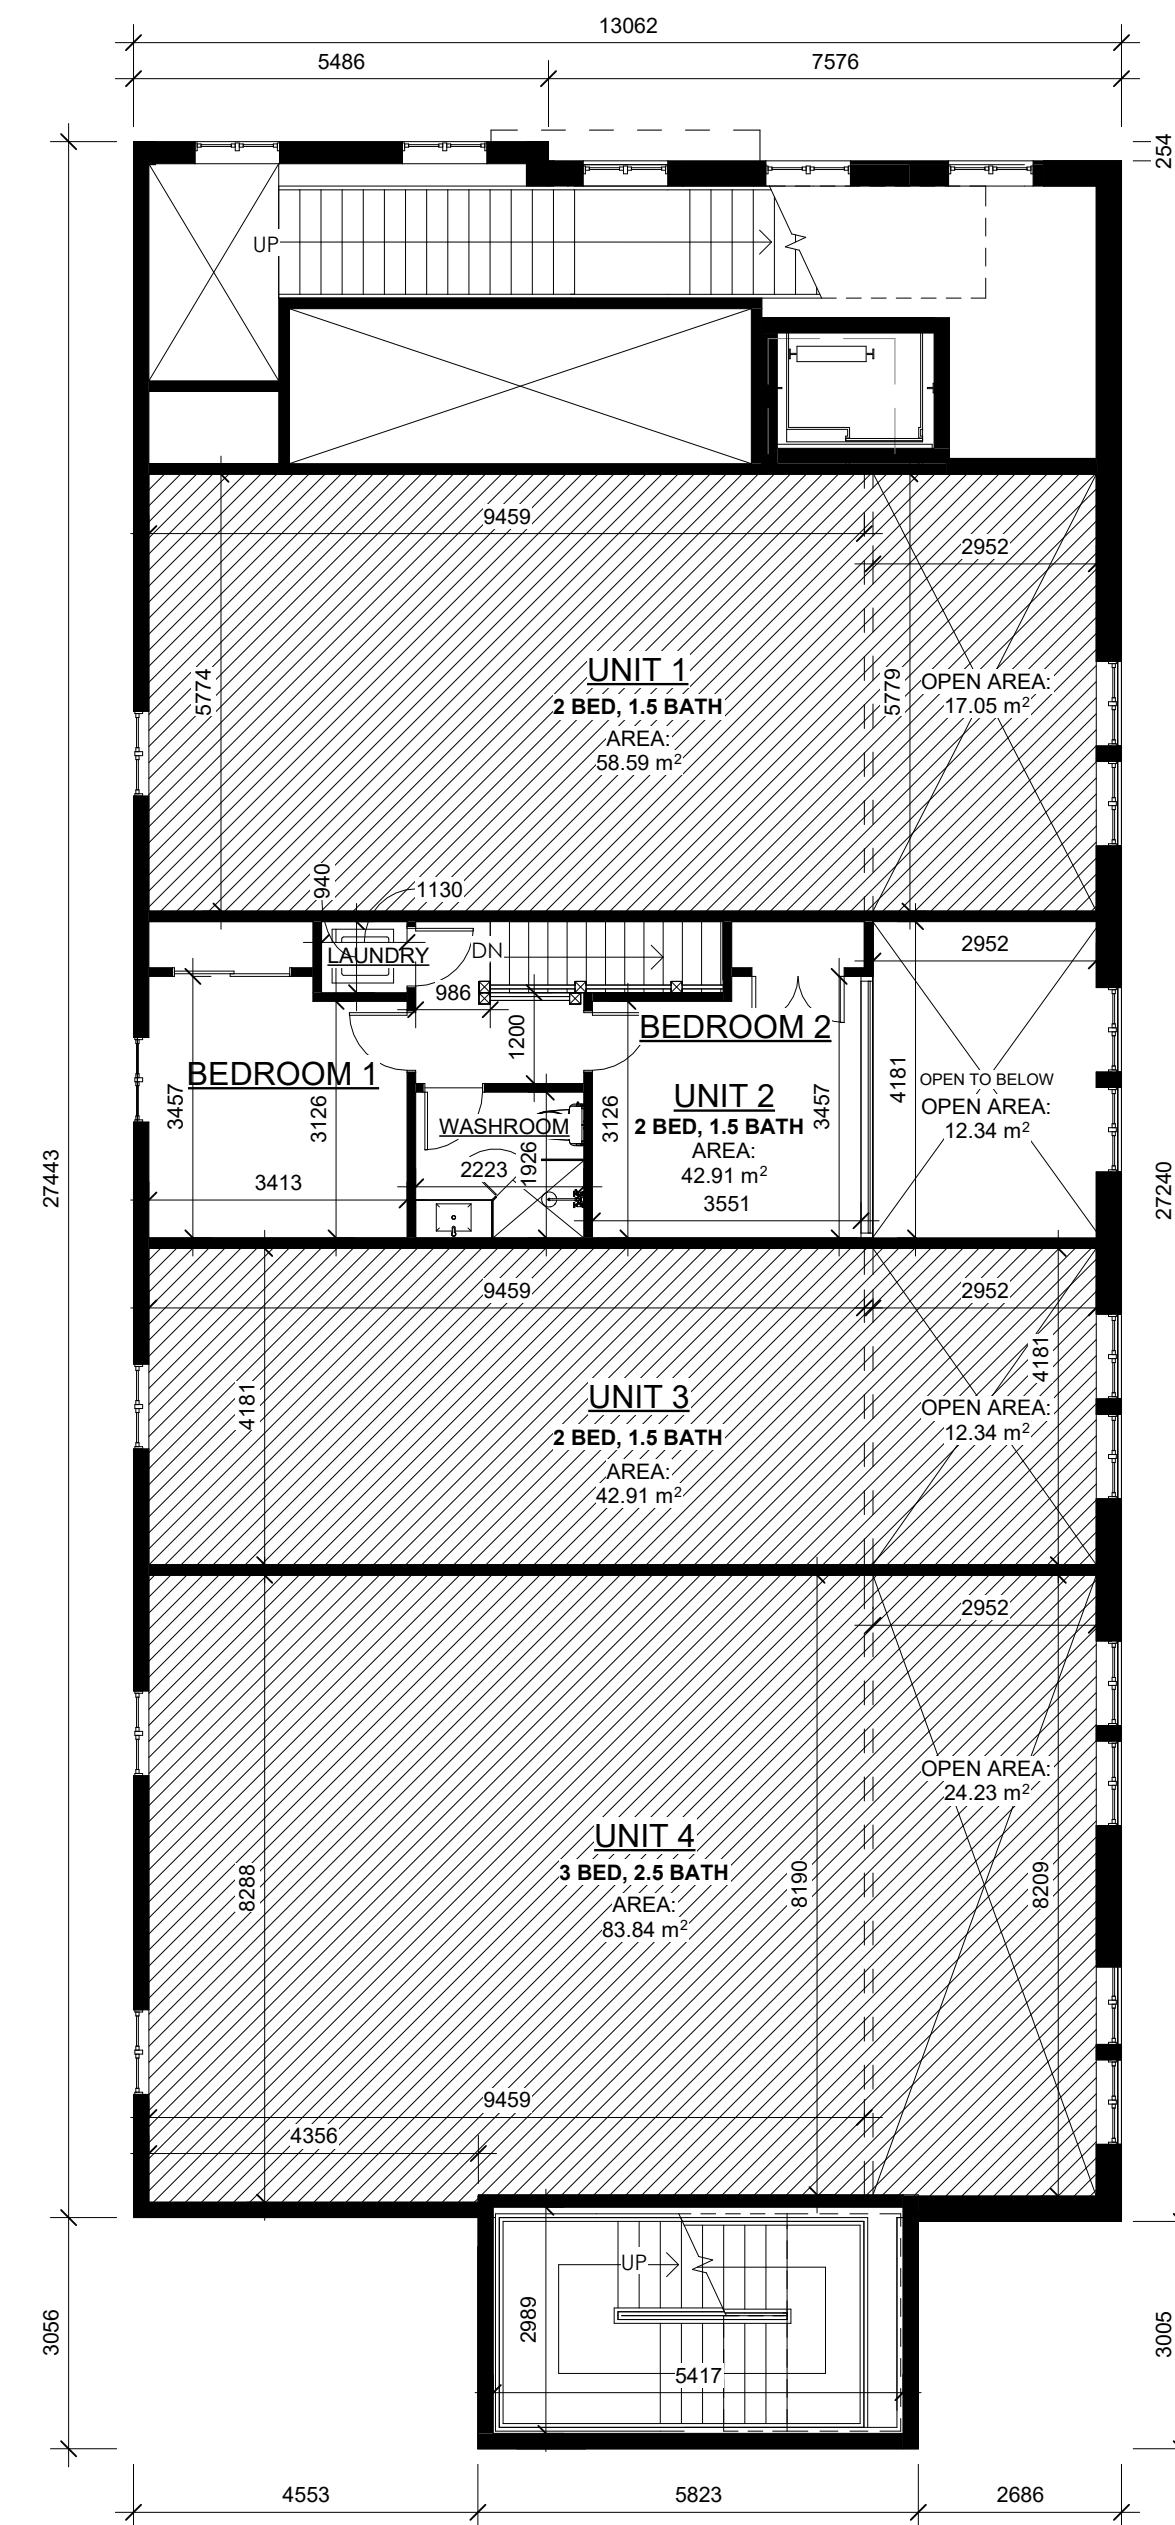 13062
5486
7576
254
UP
9459
2952
5774
5779
UNIT 1
2 BED, 1.5 BATH
AREA:
58.59 m²
OPEN AREA:
17.05 m²
940
1130
LAUNDRY
DN
2952
986
1200
BEDROOM 1
BEDROOM 2
3457
3126
WASHROOM
2223
1926
3126
UNIT 2
2 BED, 1.5 BATH
AREA:
42.91 m²
3457
4181
OPEN TO BELOW
OPEN AREA:
12.34 m²
3413
3551
27443
27240
9459
2952
4181
4181
UNIT 3
2 BED, 1.5 BATH
AREA:
42.91 m²
OPEN AREA:
12.34 m²
2952
OPEN AREA:
24.23 m²
UNIT 4
3 BED, 2.5 BATH
AREA:
83.84 m²
8288
8190
8209
9459
4356
UP
2989
5417
3056
3005
4553
5823
2686